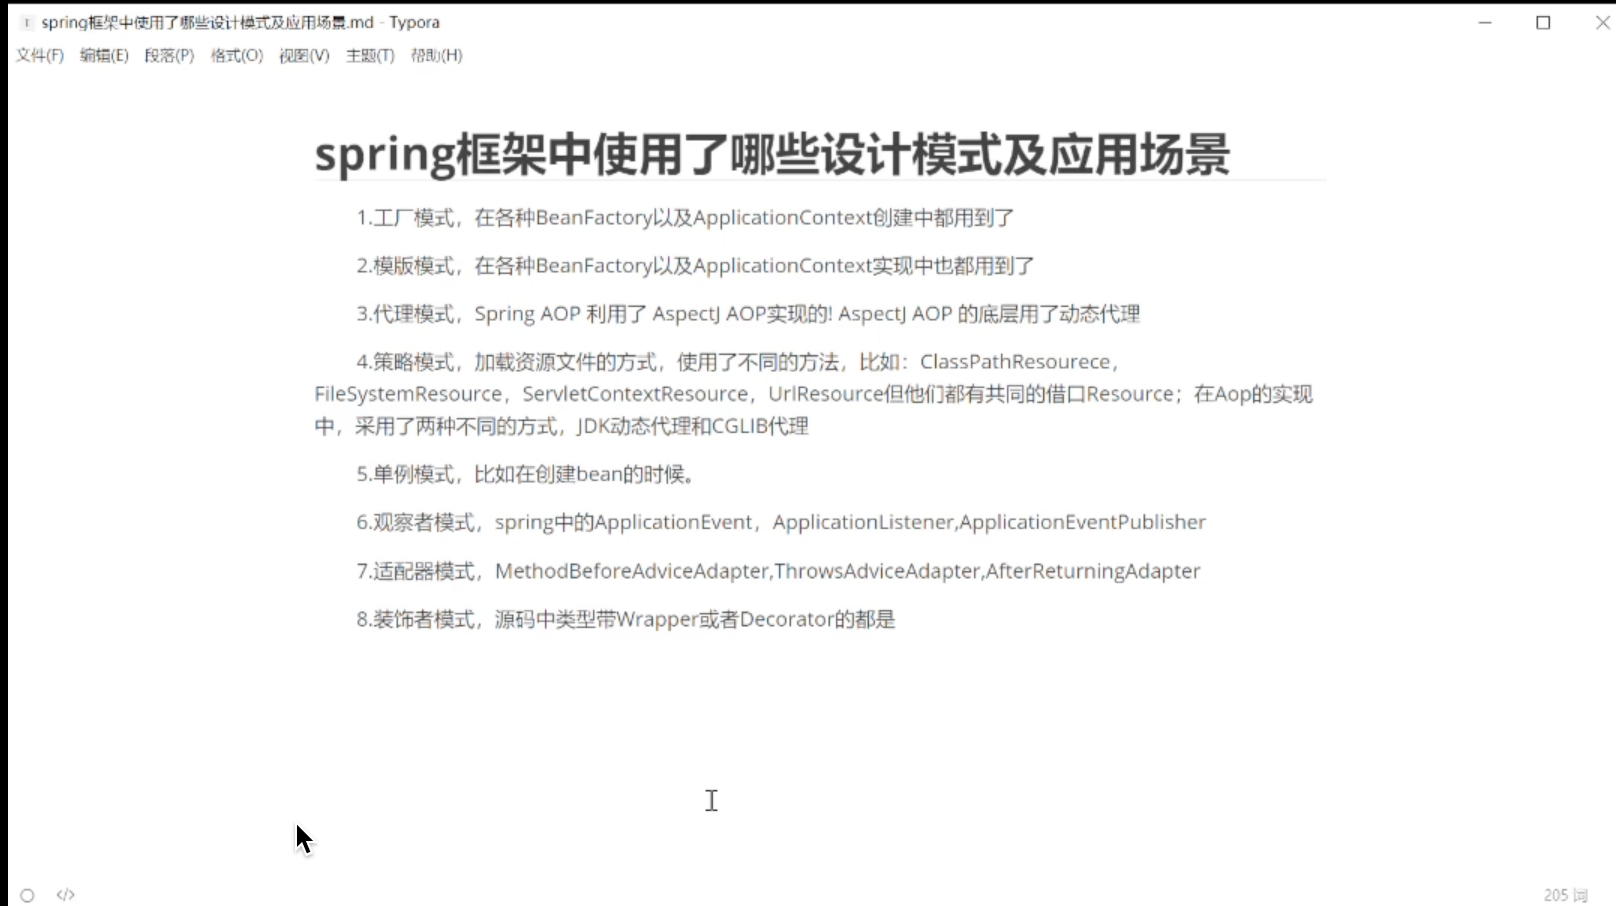 spring框架中使用了哪些设计模式及应用场景.md - Typora
文件(F) 编辑(E) 段落(P) 格式(O) 视图(V) 主题(T) 帮助(H)
spring框架中使用了哪些设计模式及应用场景
1.工厂模式，在各种BeanFactory以及ApplicationContext创建中都用到了
2.模版模式，在各种BeanFactory以及ApplicationContext实现中也都用到了
3.代理模式，Spring AOP 利用了 AspectJ AOP实现的! AspectJ AOP 的底层用了动态代理
4.策略模式，加载资源文件的方式，使用了不同的方法，比如：ClassPathResourece，
FileSystemResource，ServletContextResource，UrlResource但他们都有共同的借口Resource；在Aop的实现
中，采用了两种不同的方式，JDK动态代理和CGLIB代理
5.单例模式，比如在创建bean的时候。
6.观察者模式，spring中的ApplicationEvent，ApplicationListener,ApplicationEventPublisher
7.适配器模式，MethodBeforeAdviceAdapter,ThrowsAdviceAdapter,AfterReturningAdapter
8.装饰者模式，源码中类型带Wrapper或者Decorator的都是
205 词